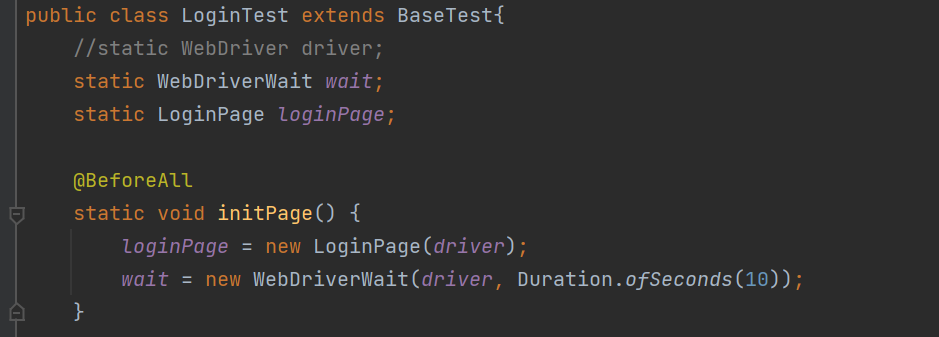 public class LoginTest extends BaseTest{
    //static WebDriver driver;
    static WebDriverWait wait;
    static LoginPage loginPage;

    @BeforeAll
    static void initPage() {
        loginPage = new LoginPage(driver);
        wait = new WebDriverWait(driver, Duration.ofSeconds(10));
    }